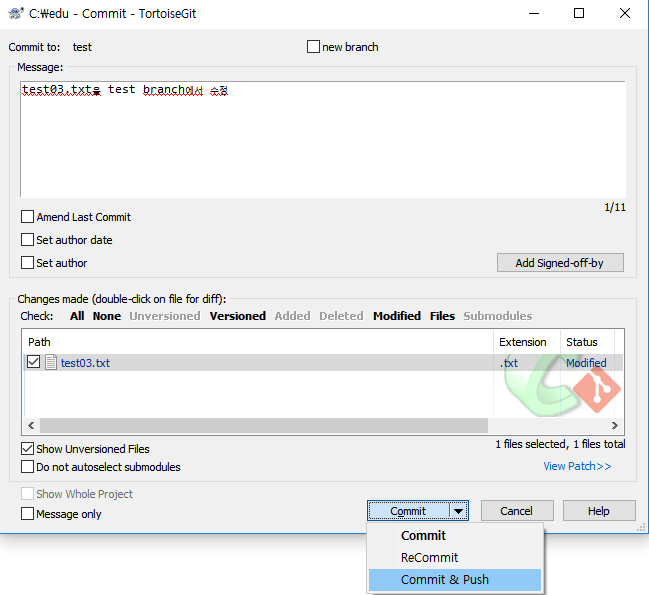 C:\edu - Commit - TortoiseGit
Commit to: test
new branch
Message:
test03.txt를 test branch에서 수정
1/11
Amend Last Commit
Set author date
Set author
Add Signed-off-by
Changes made (double-click on file for diff):
Check: All None Unversioned Versioned Added Deleted Modified Files Submodules
Path Extension Status
test03.txt .txt Modified
Show Unversioned Files
1 files selected, 1 files total
Do not autoselect submodules
View Patch>>
Show Whole Project
Message only
Commit Cancel Help
Commit
ReCommit
Commit & Push